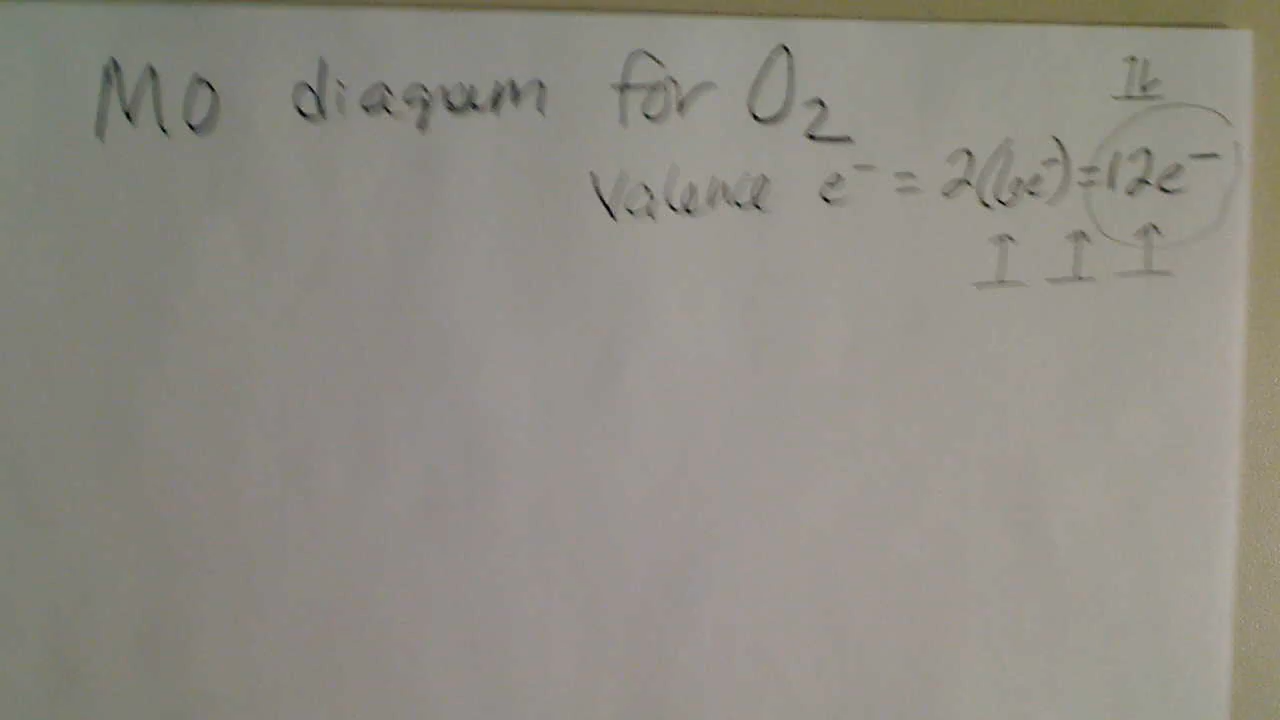 MO diagram for O2
Valence e⁻ = 2(6e⁻)=12e⁻